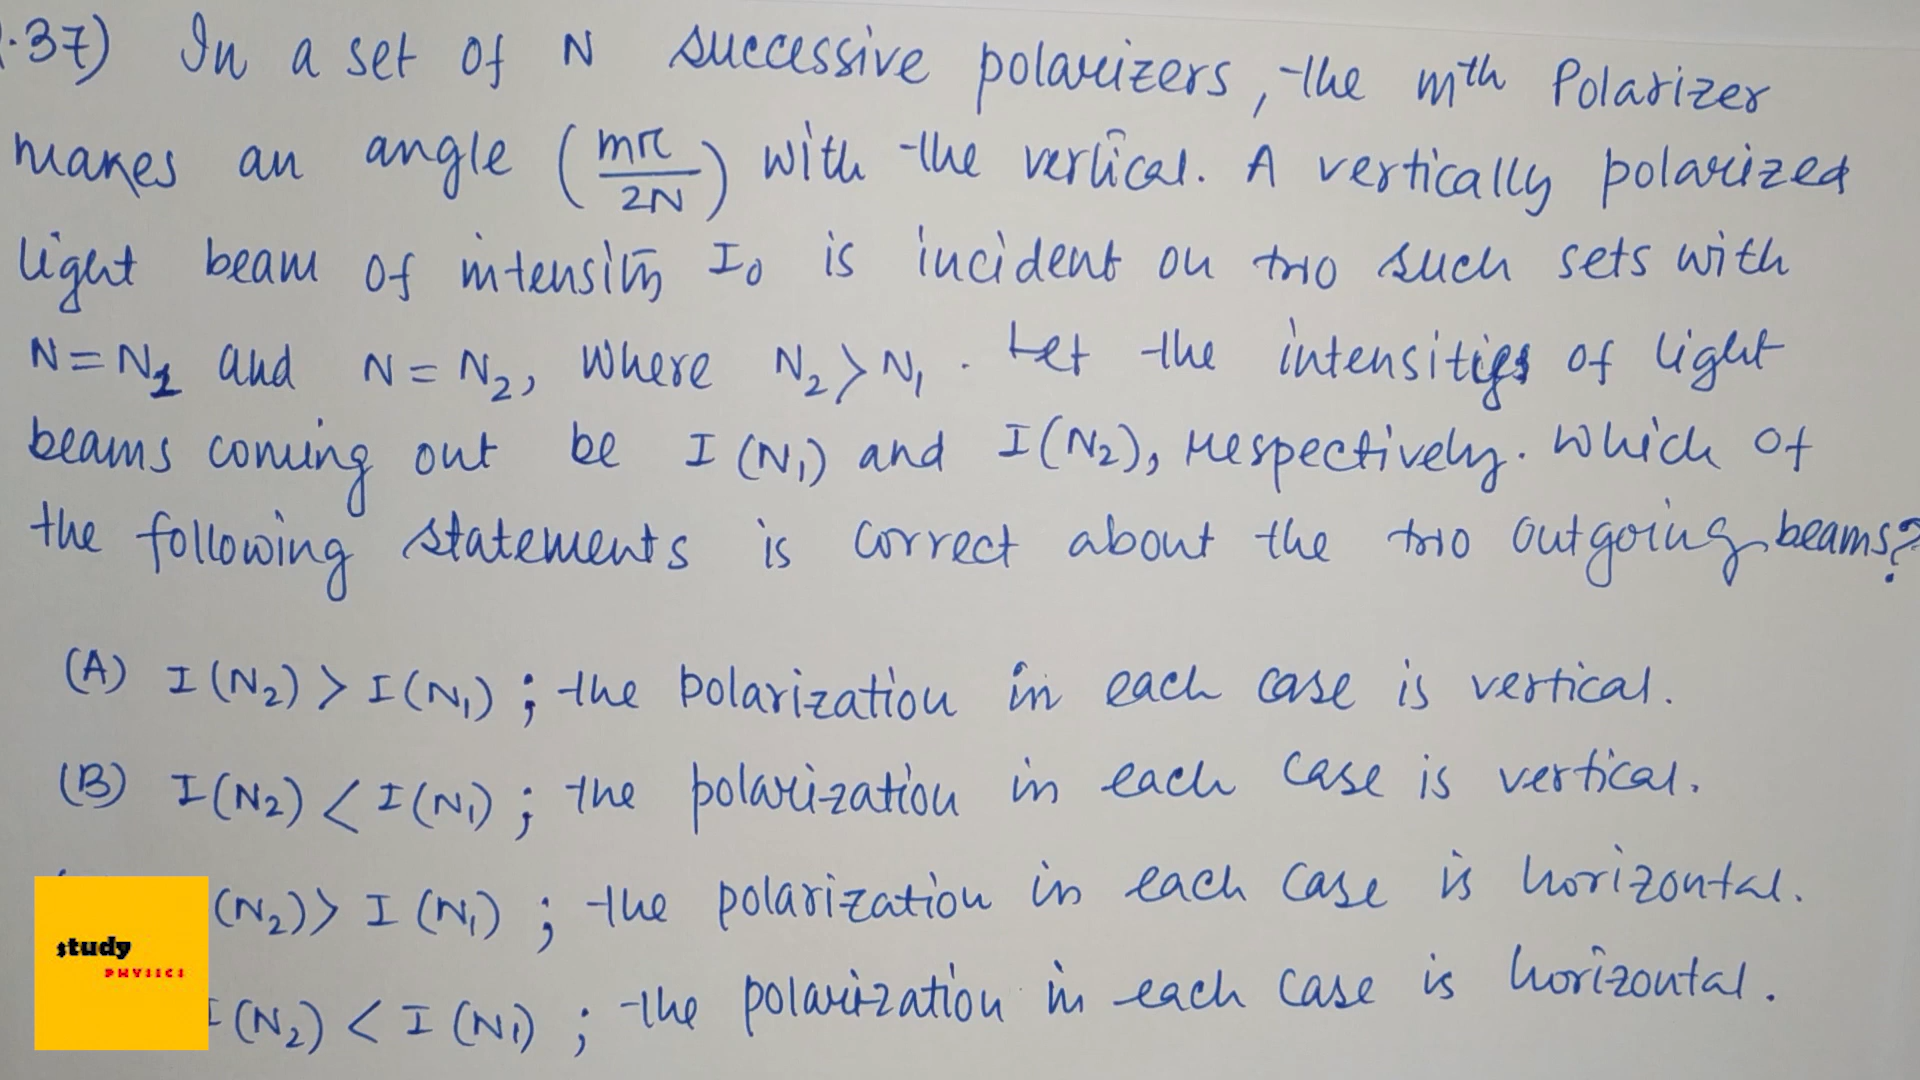 .37) In a set of N successive polarizers, the mth Polarizer
makes an angle (mπ/2N) with the vertical. A vertically polarized
light beam of intensity I₀ is incident on two such sets with
N=N₁ and N=N₂, where N₂>N₁. Let the intensities of light
beams coming out be I(N₁) and I(N₂), respectively. Which of
the following statements is correct about the two outgoing beams?
(A) I(N₂) > I(N₁) ; the polarization in each case is vertical.
(B) I(N₂) < I(N₁) ; the polarization in each case is vertical.
(N₂) > I(N₁) ; the polarization in each case is horizontal.
I(N₂) < I(N₁) ; the polarization in each case is horizontal.
study
PHYSICS